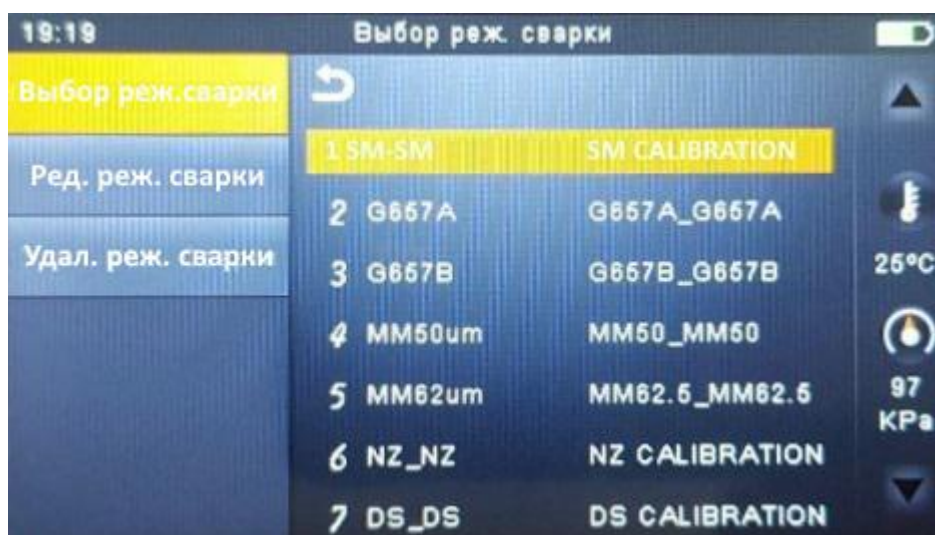 19:19 Выбор реж. сварки
Выбор реж.сварки
Ред. реж. сварки
Удал. реж. сварки
1 SM-SM SM CALIBRATION
2 G657A G657A_G657A
3 G657B G657B_G657B
4 MM50um MM50_MM50
5 MM62um MM62.5_MM62.5
6 NZ_NZ NZ CALIBRATION
7 DS_DS DS CALIBRATION
25°C
97
KPa